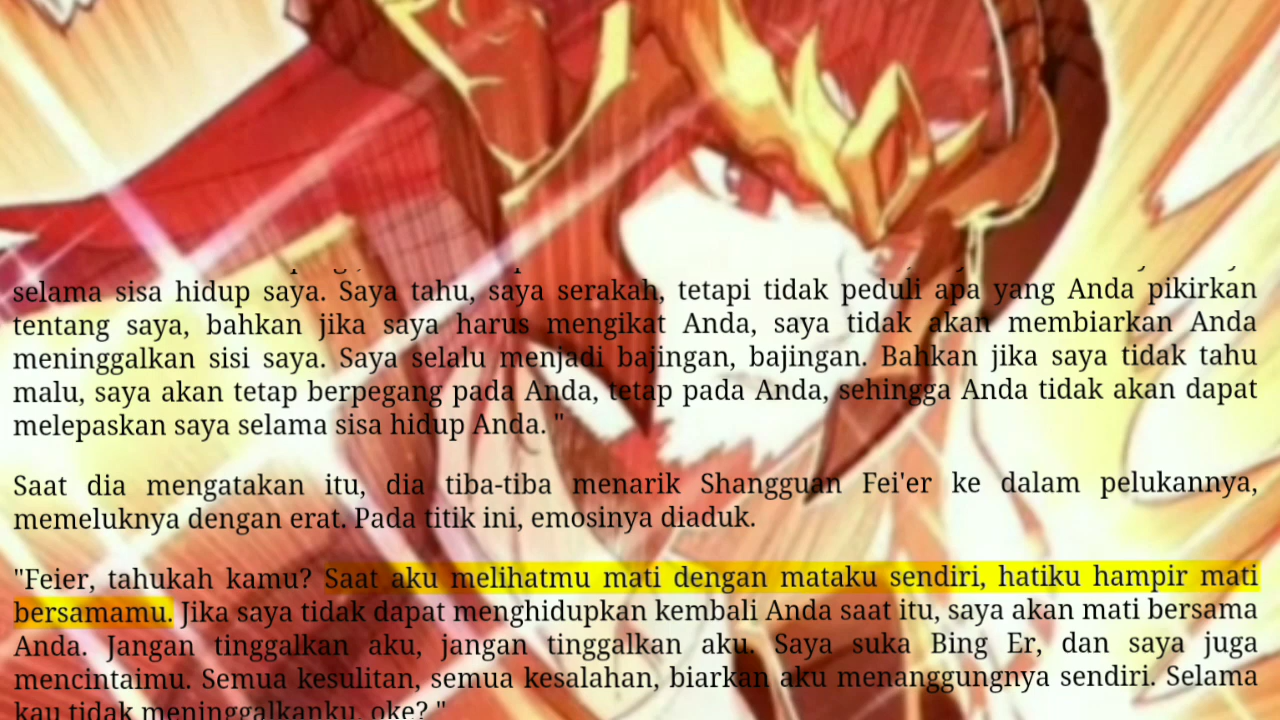 selama sisa hidup saya. Saya tahu, saya serakah, tetapi tidak peduli apa yang Anda pikirkan
tentang saya, bahkan jika saya harus mengikat Anda, saya tidak akan membiarkan Anda
meninggalkan sisi saya. Saya selalu menjadi bajingan, bajingan. Bahkan jika saya tidak tahu
malu, saya akan tetap berpegang pada Anda, tetap pada Anda, sehingga Anda tidak akan dapat
melepaskan saya selama sisa hidup Anda. "
Saat dia mengatakan itu, dia tiba-tiba menarik Shangguan Fei'er ke dalam pelukannya,
memeluknya dengan erat. Pada titik ini, emosinya diaduk.
"Feier, tahukah kamu? Saat aku melihatmu mati dengan mataku sendiri, hatiku hampir mati
bersamamu. Jika saya tidak dapat menghidupkan kembali Anda saat itu, saya akan mati bersama
Anda. Jangan tinggalkan aku, jangan tinggalkan aku. Saya suka Bing Er, dan saya juga
mencintaimu. Semua kesulitan, semua kesalahan, biarkan aku menanggungnya sendiri. Selama
kau tidak meninggalkanku, oke? "